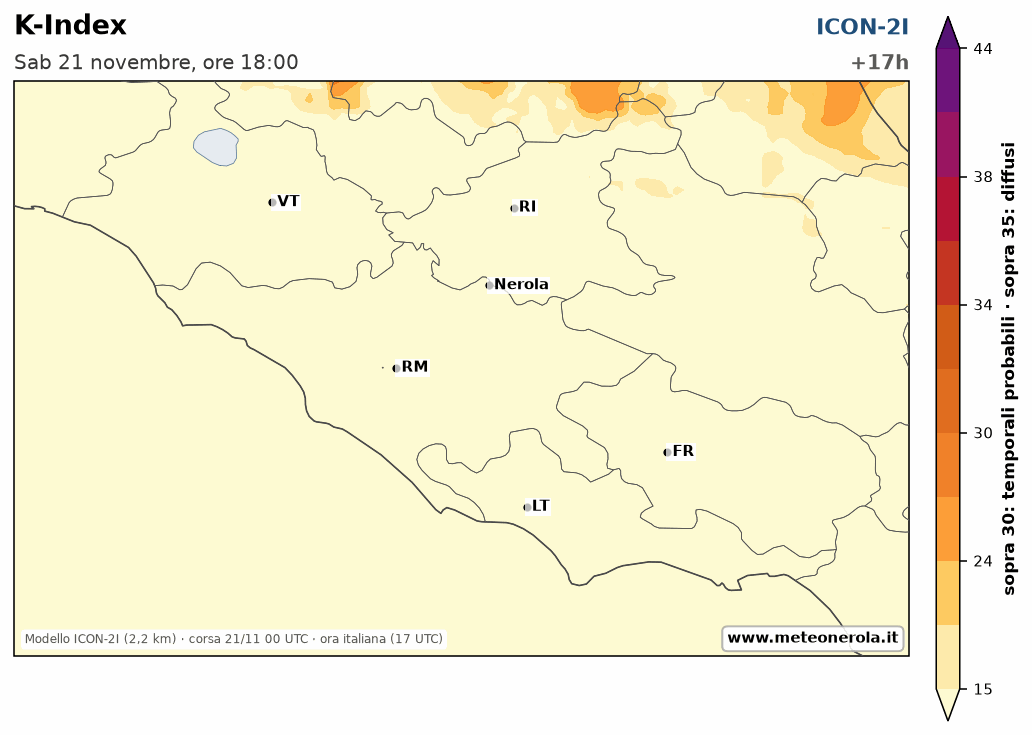 K-Index
ICON-2I
Sab 21 novembre, ore 18:00
+17h
44
38
34
30
24
15
sopra 30: temporali probabili · sopra 35: diffusi
VT
RI
Nerola
RM
FR
LT
Modello ICON-2I (2,2 km) · corsa 21/11 00 UTC · ora italiana (17 UTC)
www.meteonerola.it